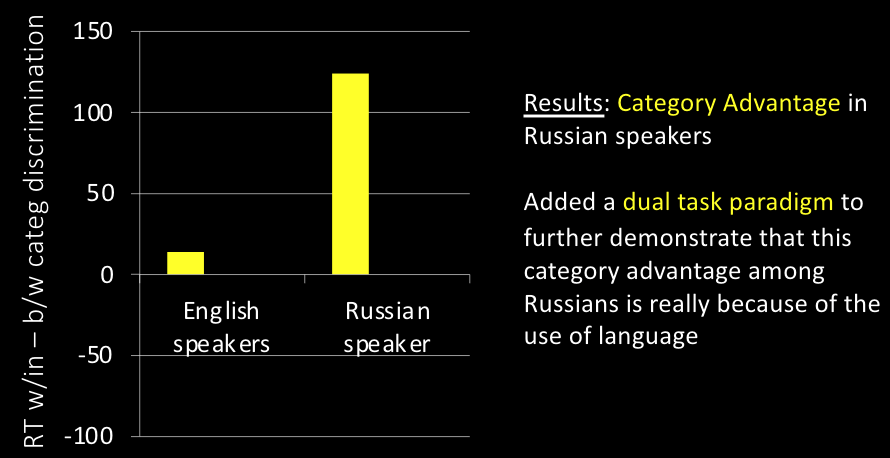 RT w/in – b/w categ discrimination
150
100
50
0
-50
-100
English
speakers
Russian
speaker
Results: Category Advantage in
Russian speakers
Added a dual task paradigm to
further demonstrate that this
category advantage among
Russians is really because of the
use of language